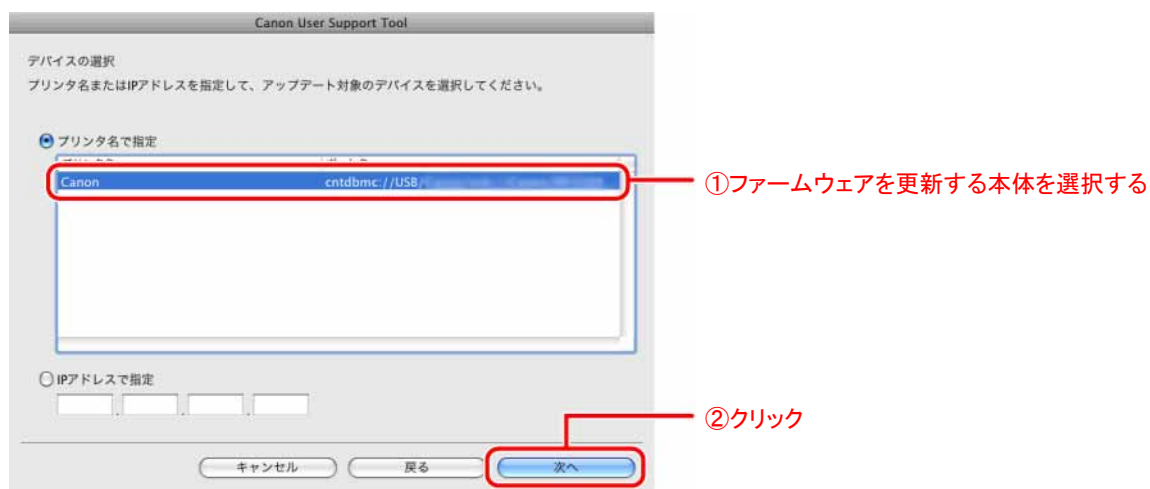 Canon User Support Tool
デバイスの選択
プリンタ名またはIPアドレスを指定して、アップデート対象のデバイスを選択してください。
プリンタ名で指定
Canon cntdbmc://USB/
①ファームウェアを更新する本体を選択する
IPアドレスで指定
. . .
②クリック
キャンセル 戻る 次へ